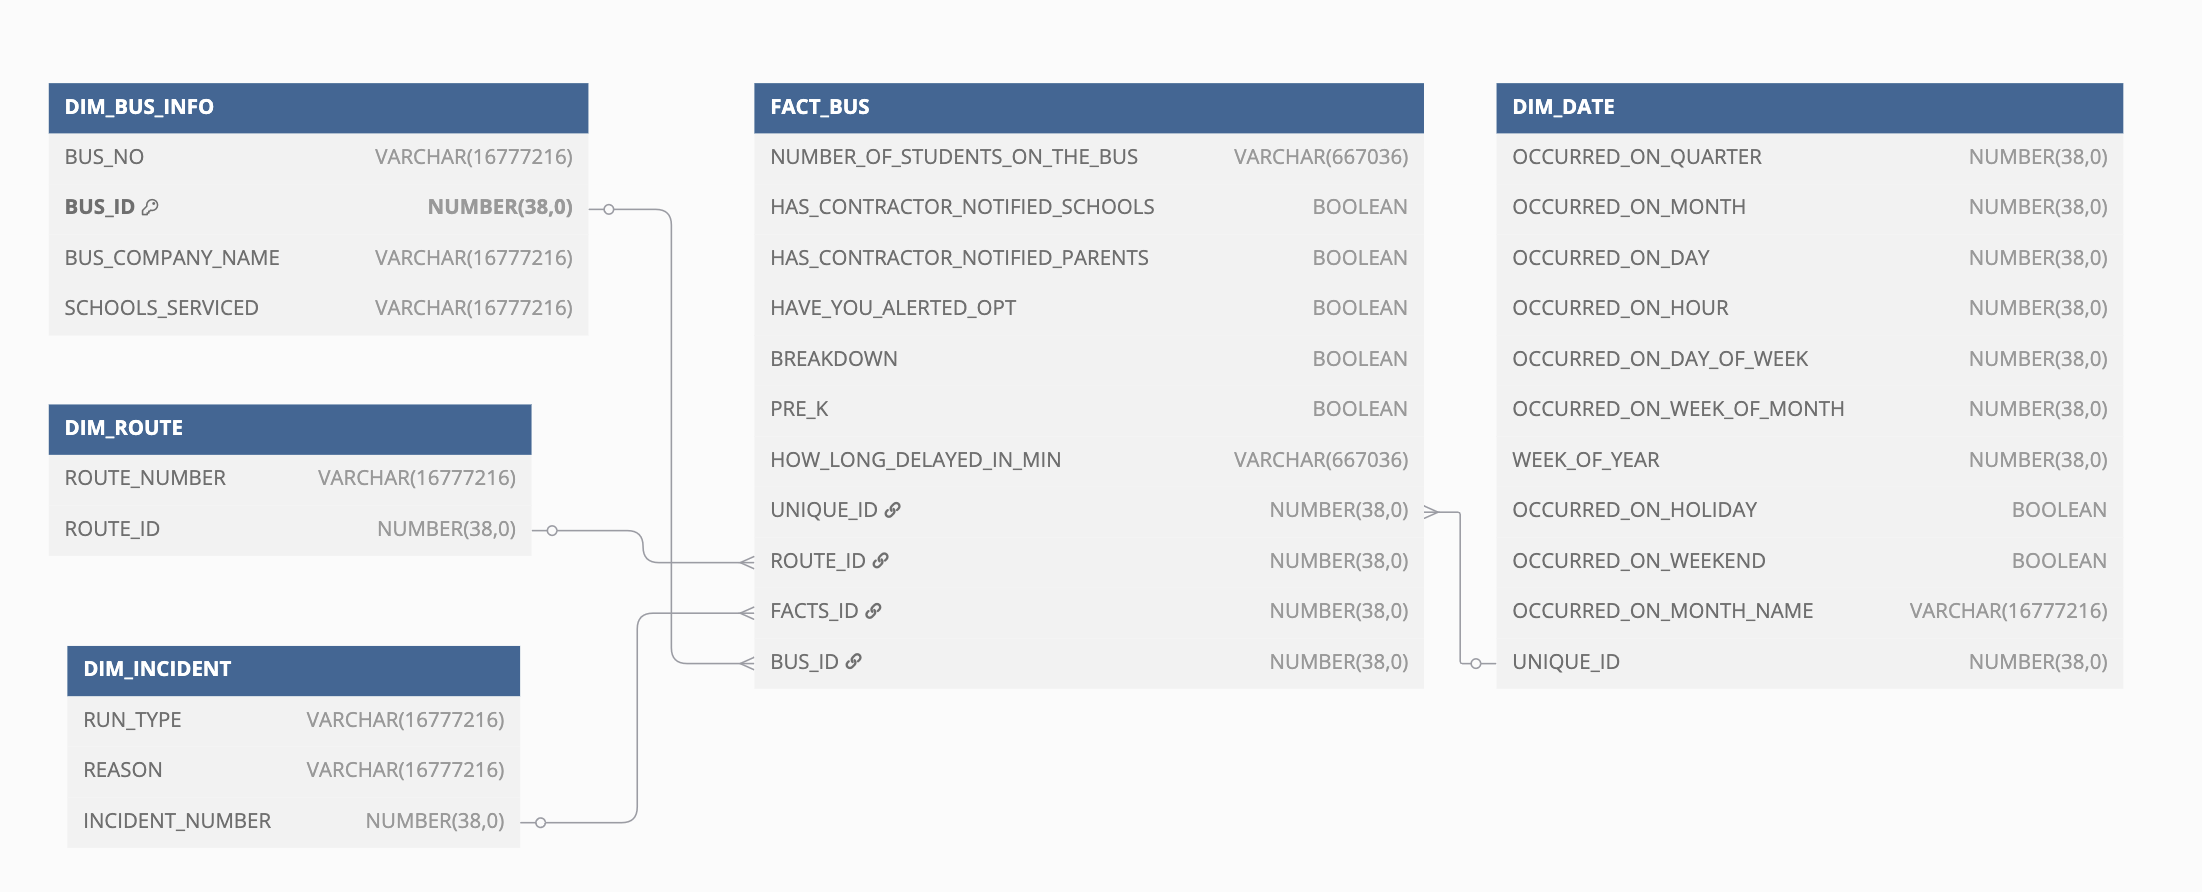 DIM_BUS_INFO
BUS_NO VARCHAR(16777216)
BUS_ID NUMBER(38,0)
BUS_COMPANY_NAME VARCHAR(16777216)
SCHOOLS_SERVICED VARCHAR(16777216)
DIM_ROUTE
ROUTE_NUMBER VARCHAR(16777216)
ROUTE_ID NUMBER(38,0)
DIM_INCIDENT
RUN_TYPE VARCHAR(16777216)
REASON VARCHAR(16777216)
INCIDENT_NUMBER NUMBER(38,0)
FACT_BUS
NUMBER_OF_STUDENTS_ON_THE_BUS VARCHAR(667036)
HAS_CONTRACTOR_NOTIFIED_SCHOOLS BOOLEAN
HAS_CONTRACTOR_NOTIFIED_PARENTS BOOLEAN
HAVE_YOU_ALERTED_OPT BOOLEAN
BREAKDOWN BOOLEAN
PRE_K BOOLEAN
HOW_LONG_DELAYED_IN_MIN VARCHAR(667036)
UNIQUE_ID NUMBER(38,0)
ROUTE_ID NUMBER(38,0)
FACTS_ID NUMBER(38,0)
BUS_ID NUMBER(38,0)
DIM_DATE
OCCURRED_ON_QUARTER NUMBER(38,0)
OCCURRED_ON_MONTH NUMBER(38,0)
OCCURRED_ON_DAY NUMBER(38,0)
OCCURRED_ON_HOUR NUMBER(38,0)
OCCURRED_ON_DAY_OF_WEEK NUMBER(38,0)
OCCURRED_ON_WEEK_OF_MONTH NUMBER(38,0)
WEEK_OF_YEAR NUMBER(38,0)
OCCURRED_ON_HOLIDAY BOOLEAN
OCCURRED_ON_WEEKEND BOOLEAN
OCCURRED_ON_MONTH_NAME VARCHAR(16777216)
UNIQUE_ID NUMBER(38,0)